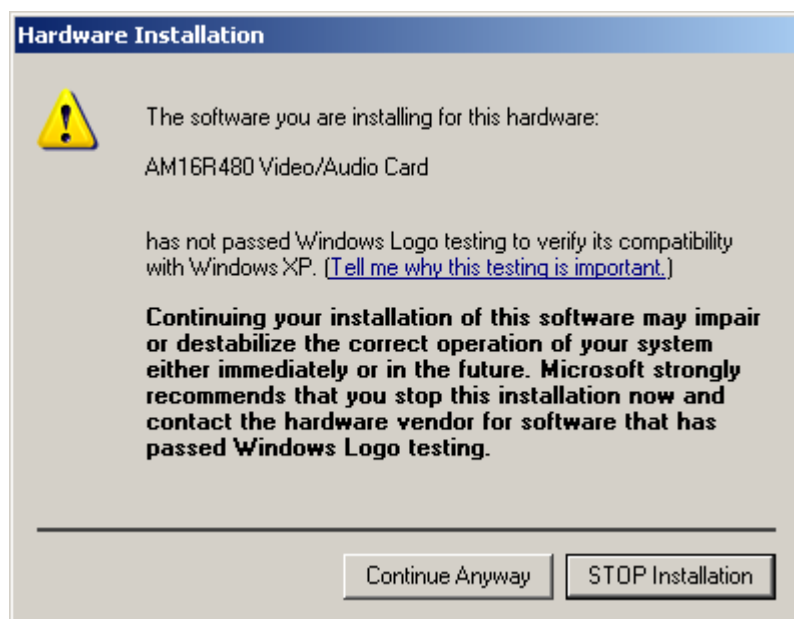 Hardware Installation
The software you are installing for this hardware:
AM16R480 Video/Audio Card
has not passed Windows Logo testing to verify its compatibility
with Windows XP. (Tell me why this testing is important.)
Continuing your installation of this software may impair
or destabilize the correct operation of your system
either immediately or in the future. Microsoft strongly
recommends that you stop this installation now and
contact the hardware vendor for software that has
passed Windows Logo testing.
Continue Anyway
STOP Installation